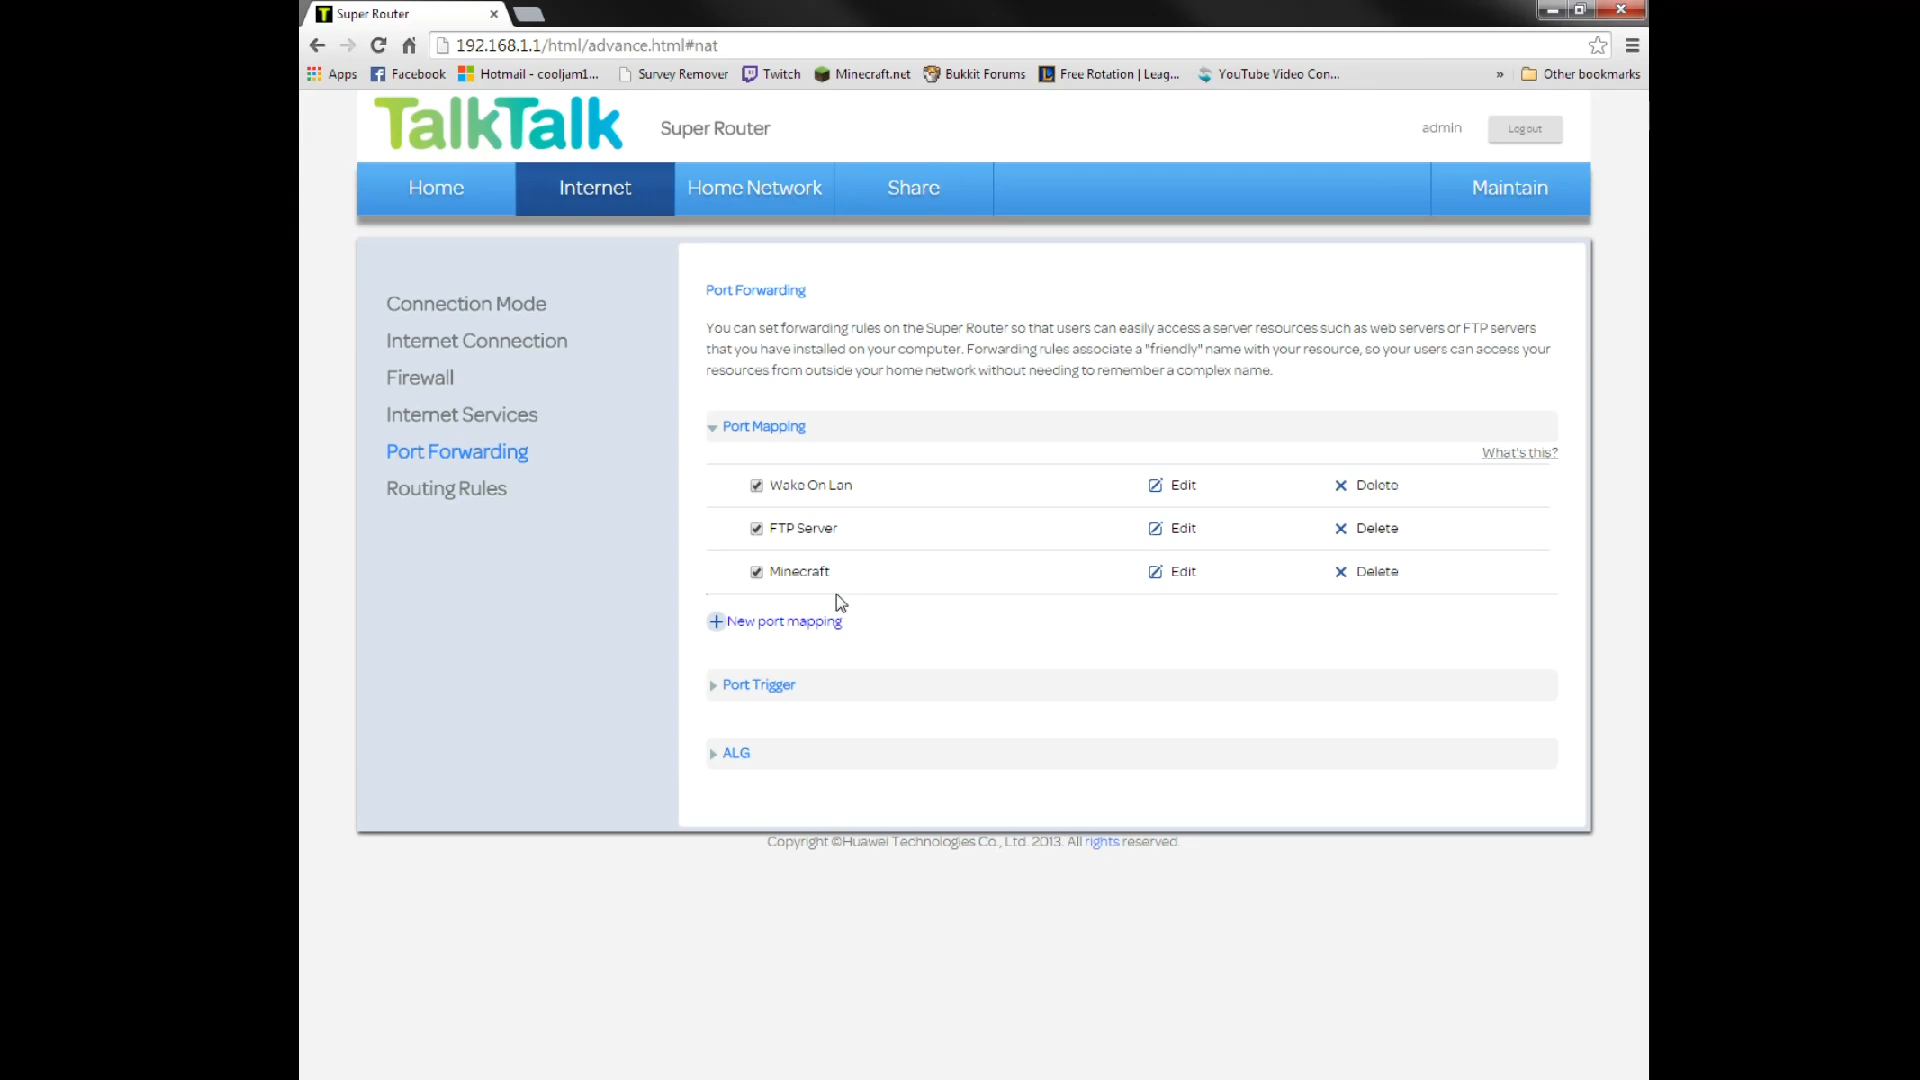 Super Router
192.168.1.1/html/advance.html#nat
Apps Facebook Hotmail - cooljam1... Survey Remover Twitch Minecraft.net Bukkit Forums Free Rotation | Leag... YouTube Video Con... » Other bookmarks
TalkTalk Super Router admin Logout
Home Internet Home Network Share Maintain
Connection Mode
Internet Connection
Firewall
Internet Services
Port Forwarding
Routing Rules
Port Forwarding
You can set forwarding rules on the Super Router so that users can easily access a server resources such as web servers or FTP servers
that you have installed on your computer. Forwarding rules associate a "friendly" name with your resource, so your users can access your
resources from outside your home network without needing to remember a complex name.
Port Mapping
What's this?
Wake On Lan Edit Delete
FTP Server Edit Delete
Minecraft Edit Delete
New port mapping
Port Trigger
ALG
Copyright ©Huawei Technologies Co., Ltd. 2013. All rights reserved.